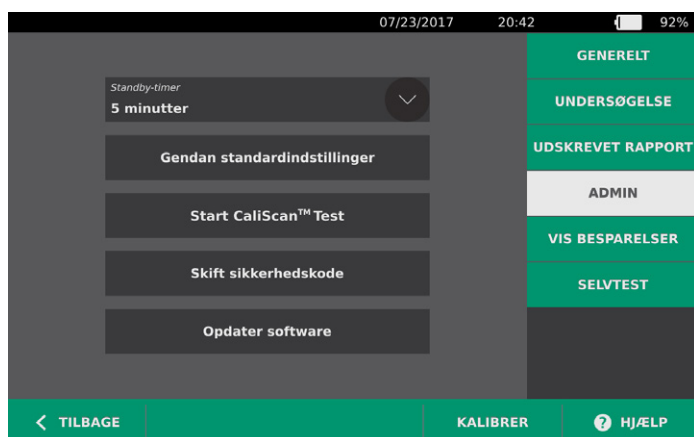 07/23/2017 20:42 92%
GENERELT
Standby-timer
5 minutter
UNDERSØGELSE
Gendan standardindstillinger
UDSKREVET RAPPORT
Start CaliScan™ Test
ADMIN
VIS BESPARELSER
Skift sikkerhedskode
SELVTEST
Opdater software
TILBAGE
KALIBRER
? HJÆLP